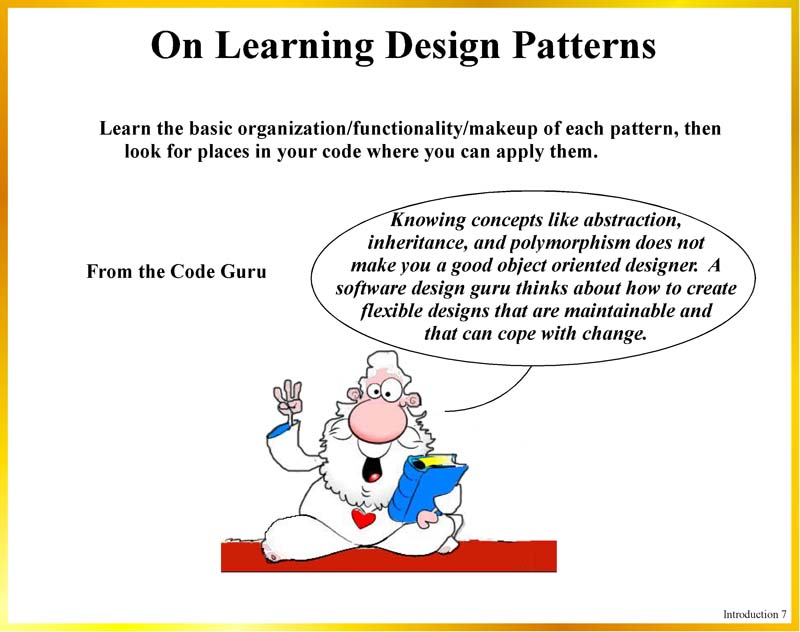 On Learning Design Patterns
Learn the basic organization/functionality/makeup of each pattern, then
look for places in your code where you can apply them.
From the Code Guru
Knowing concepts like abstraction,
inheritance, and polymorphism does not
make you a good object oriented designer. A
software design guru thinks about how to create
flexible designs that are maintainable and
that can cope with change.
Introduction 7